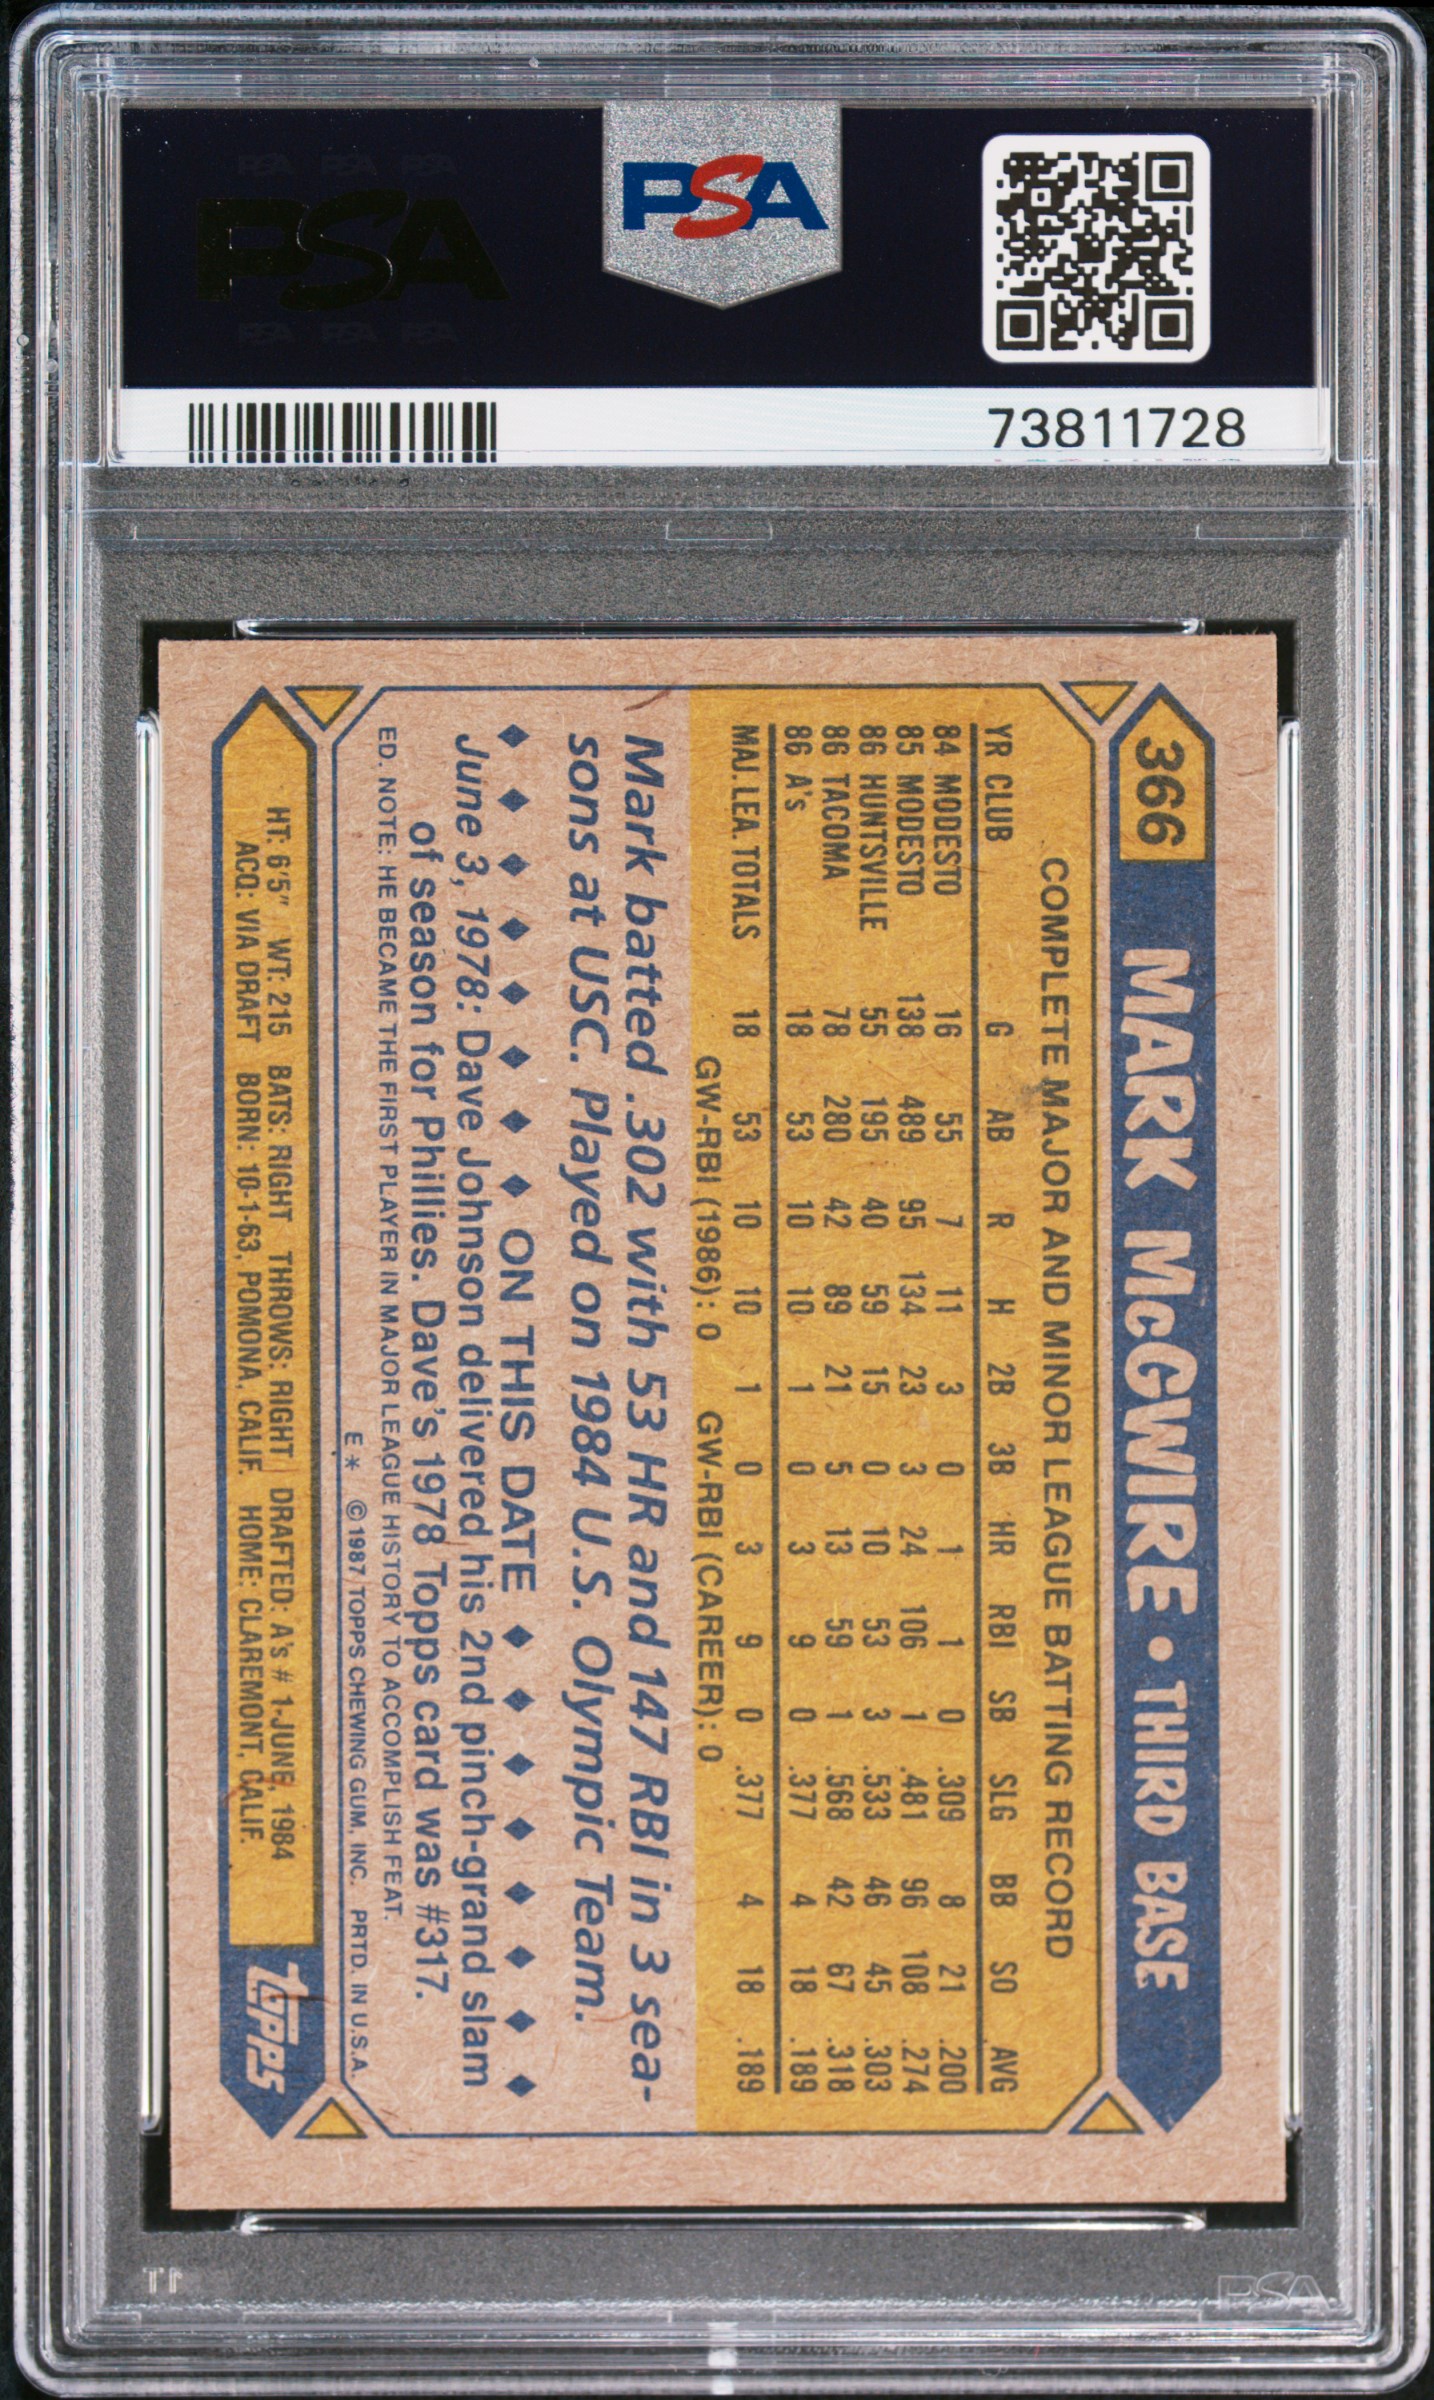 PSA PSA PSA
PSA
PSA PSA PSA
PSA
73811728
366 MARK McGWIRE • THIRD BASE
COMPLETE MAJOR AND MINOR LEAGUE BATTING RECORD
YR CLUB G AB R H 2B 3B HR RBI SB SLG BB SO AVG
84 MODESTO 16 55 7 11 3 0 1 1 0 .309 8 21 .200
85 MODESTO 138 489 95 134 23 3 24 106 1 .481 96 108 .274
86 HUNTSVILLE 55 195 40 59 15 0 10 53 3 .533 46 45 .303
86 TACOMA 78 280 42 89 21 5 13 59 1 .568 42 67 .318
86 A's 18 53 10 10 1 0 3 9 0 .377 4 18 .189
MAJ. LEA. TOTALS 18 53 10 10 1 0 3 9 0 .377 4 18 .189
GW-RBI (1986): 0 GW-RBI (CAREER): 0
Mark batted .302 with 53 HR and 147 RBI in 3 sea-
sons at USC. Played on 1984 U.S. Olympic Team.
◆ ◆ ◆ ◆ ◆ ◆ ◆ ◆ ON THIS DATE ◆ ◆ ◆ ◆ ◆ ◆ ◆ ◆
June 3, 1978: Dave Johnson delivered his 2nd pinch-grand slam
of season for Phillies. Dave's 1978 Topps card was #317.
ED. NOTE: HE BECAME THE FIRST PLAYER IN MAJOR LEAGUE HISTORY TO ACCOMPLISH FEAT.
E* © 1987 TOPPS CHEWING GUM, INC. PRTD. IN U.S.A.
HT: 6'5" WT: 215 BATS: RIGHT THROWS: RIGHT DRAFTED: A's #1-JUNE, 1984
ACQ: VIA DRAFT BORN: 10-1-63, POMONA, CALIF. HOME: CLAREMONT, CALIF.
topps
PSA